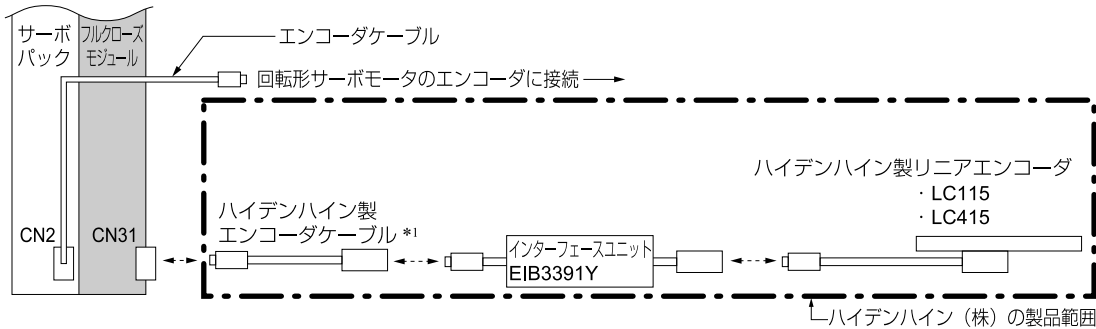 サーボ
パック
フルクローズ
モジュール
エンコーダケーブル
回転形サーボモータのエンコーダに接続
ハイデンハイン製リニアエンコーダ
・LC115
・LC415
CN2
CN31
ハイデンハイン製
エンコーダケーブル *1
インターフェースユニット
EIB3391Y
ハイデンハイン（株）の製品範囲